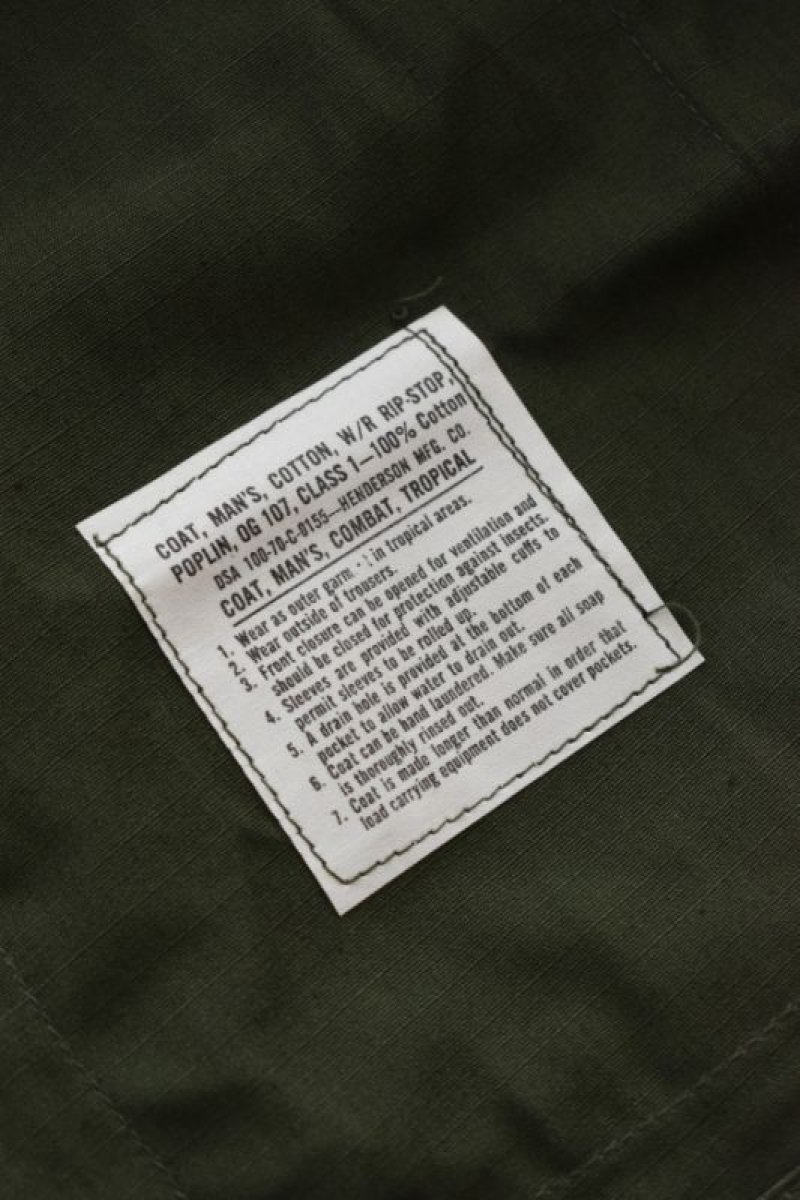 COAT, MAN'S, COTTON, W/R RIP-STOP,
POPLIN, OG 107, CLASS 1—100% Cotton
DSA 100-70-C-0155—HENDERSON MFG. CO.
COAT, MAN'S, COMBAT, TROPICAL
1. Wear as outer garm in tropical areas.
2. Wear outside of trousers.
3. Front closure can be opened for ventilation and
should be closed for protection against insects.
4. Sleeves are provided with adjustable cuffs to
permit sleeves to be rolled up.
5. A drain hole is provided at the bottom of each
pocket to allow water to drain out.
6. Coat can be hand laundered. Make sure all soap
is thoroughly rinsed out.
7. Coat is made longer than normal in order that
load carrying equipment does not cover pockets.